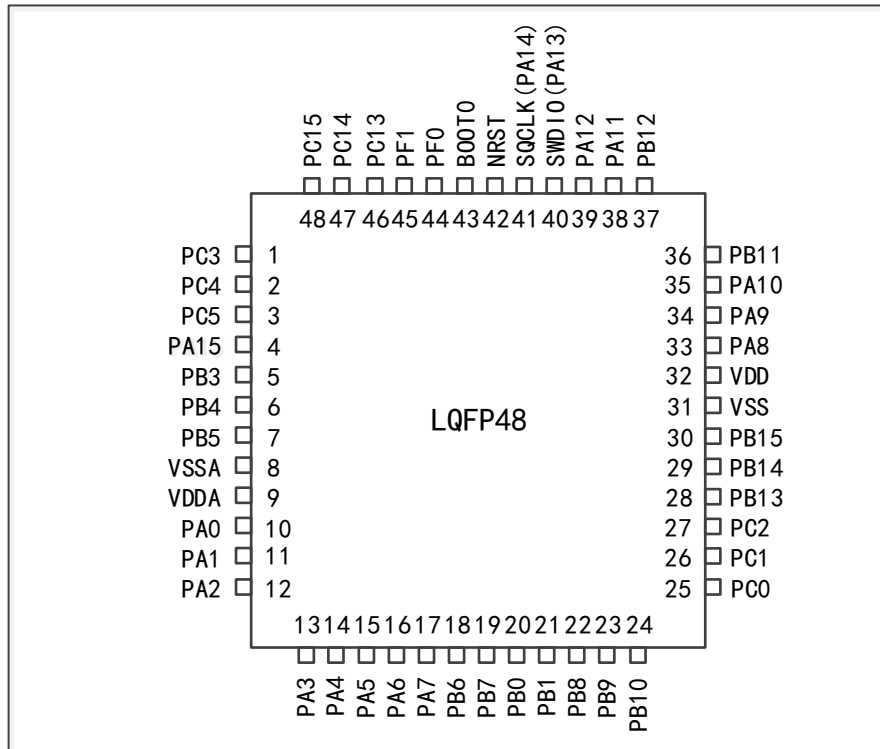 PC15 PC14 PC13 PF1 PF0 BOOT0 NRST SQCLK(PA14) SWDIO(PA13) PA12 PA11 PB12
48 47 46 45 44 43 42 41 40 39 38 37
PC3 1 36 PB11
PC4 2 35 PA10
PC5 3 34 PA9
PA15 4 33 PA8
PB3 5 32 VDD
PB4 6 31 VSS
LQFP48
PB5 7 30 PB15
VSSA 8 29 PB14
VDDA 9 28 PB13
PA0 10 27 PC2
PA1 11 26 PC1
PA2 12 25 PC0
13 14 15 16 17 18 19 20 21 22 23 24
PA3 PA4 PA5 PA6 PA7 PB6 PB7 PB0 PB1 PB8 PB9 PB10